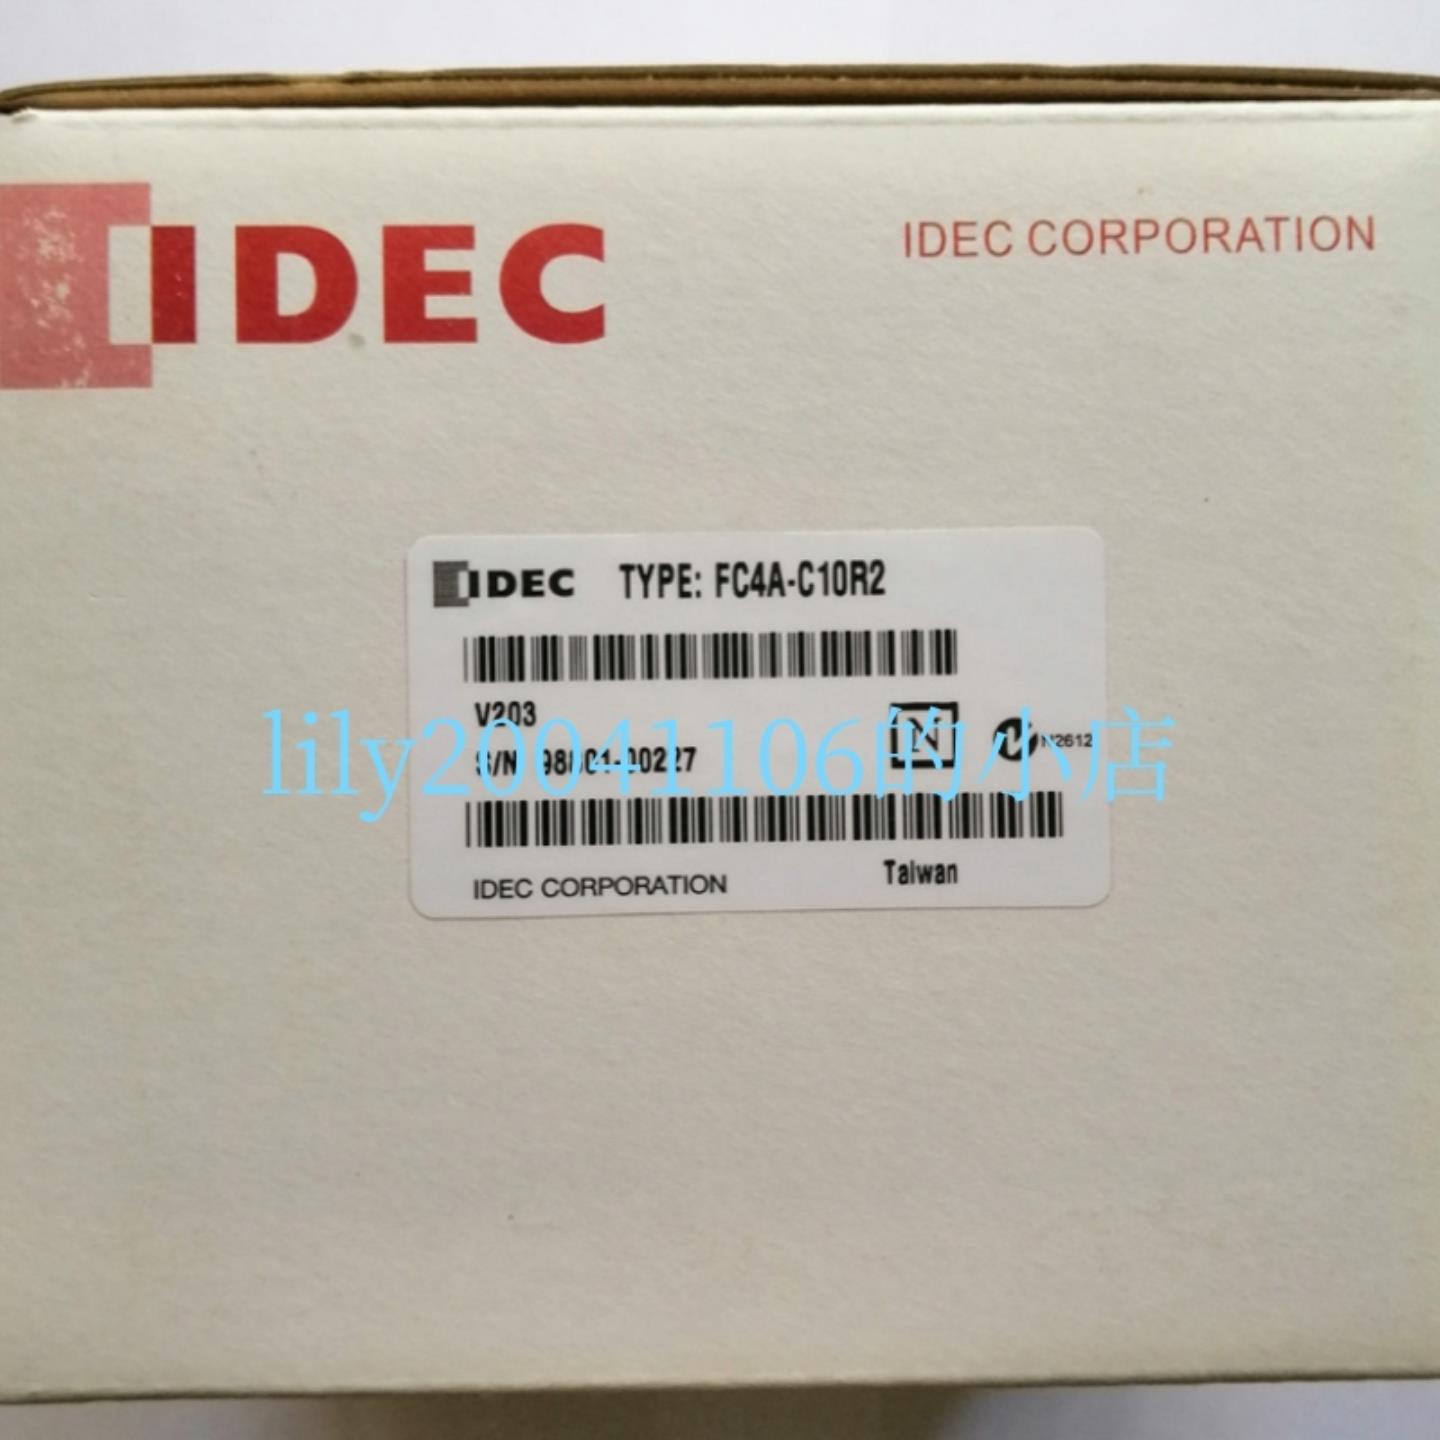 IDEC
IDEC CORPORATION
IDEC TYPE: FC4A-C10R2
V203
N2612
lily20041106的小店
IDEC CORPORATION
Taiwan